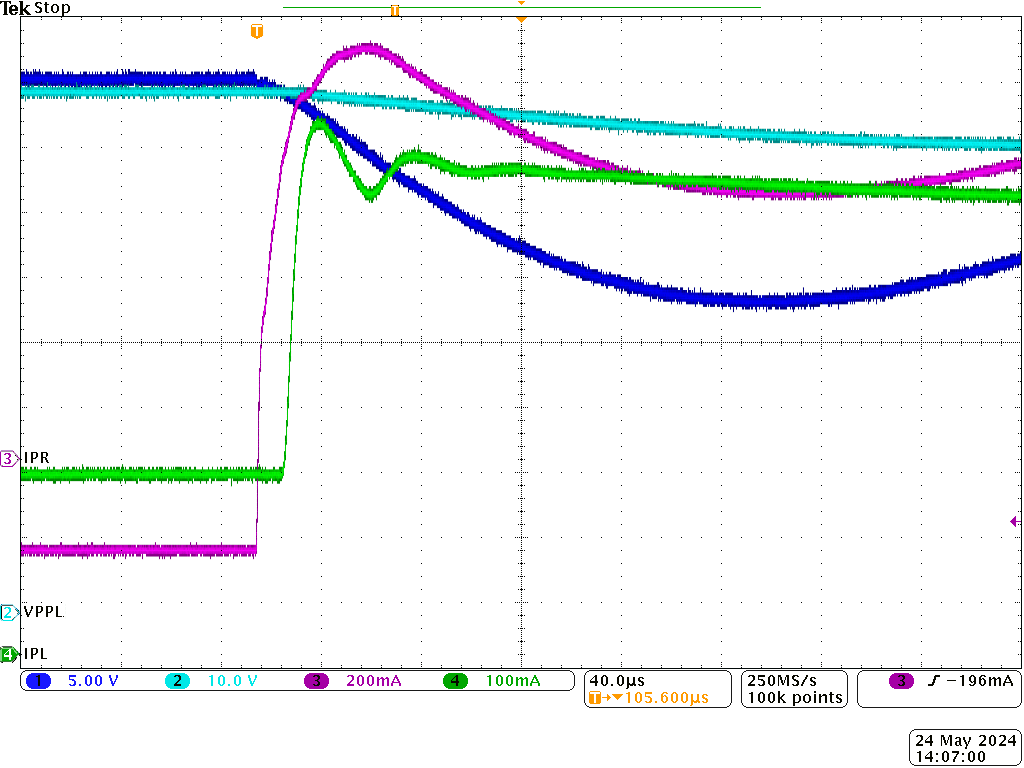 Tek Stop
T
T
3 IPR
2 VPPL
4 IPL
1 5.00 V 2 10.0 V 3 200mA 4 100mA
40.0µs
T→▼105.600µs
250MS/s
100k points
3 ∫ −196mA
24 May 2024
14:07:00